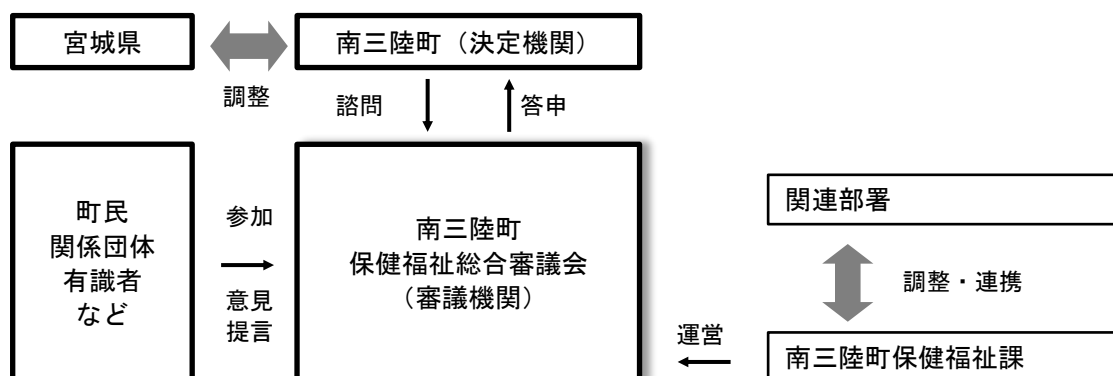 宮城県
南三陸町（決定機関）
調整
諮問
答申
町民
関係団体
有識者
など
参加
意見
提言
南三陸町
保健福祉総合審議会
（審議機関）
関連部署
調整・連携
運営
南三陸町保健福祉課